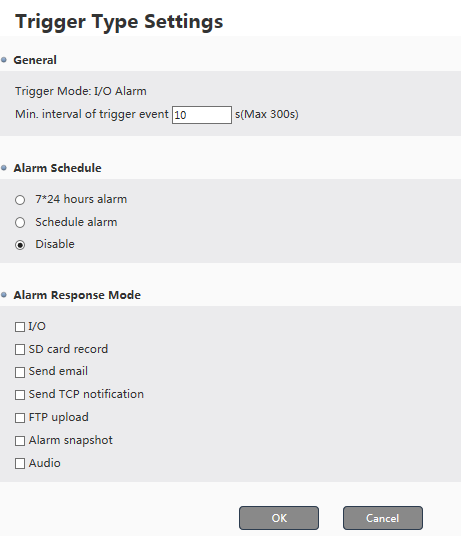 Trigger Type Settings
General
Trigger Mode: I/O Alarm
Min. interval of trigger event 10 s(Max 300s)
Alarm Schedule
7*24 hours alarm
Schedule alarm
Disable
Alarm Response Mode
I/O
SD card record
Send email
Send TCP notification
FTP upload
Alarm snapshot
Audio
OK Cancel